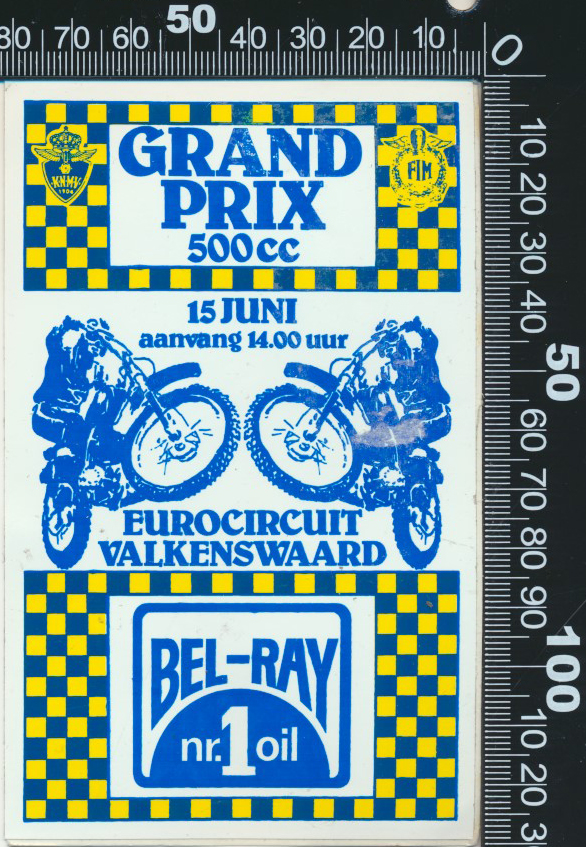 80 70 60 50 40 30 20 10 0
KNMV
1904
GRAND
PRIX
500cc
FIM
15 JUNI
aanvang 14.00 uur
EUROCIRCUIT
VALKENSWAARD
BEL-RAY
nr. 1 oil
10
20
30
40
50
60
70
80
90
100
10
20